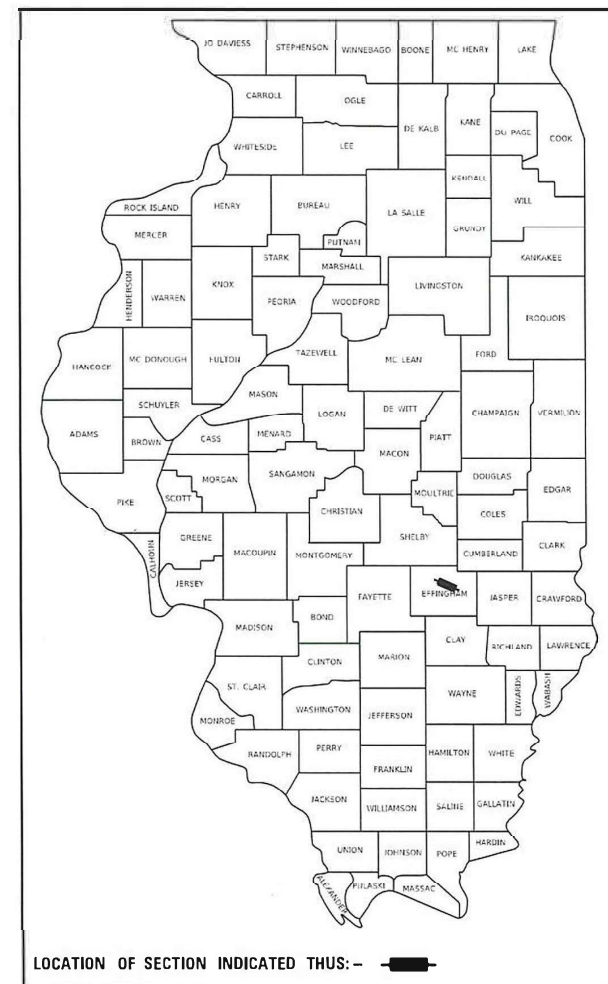 JO DAVIESS STEPHENSON WINNEBAGO BOONE MC HENRY LAKE
CARROLL OGLE DE KALB KANE DU PAGE COOK
WHITESIDE LEE
KENDALL WILL
ROCK ISLAND HENRY BUREAU LA SALLE GRUNDY
MERCER PUTNAM
STARK MARSHALL KANKAKEE
HENDERSON WARREN KNOX PEORIA WOODFORD LIVINGSTON IROQUOIS
HANCOCK MC DONOUGH FULTON TAZEWELL MC LEAN FORD
MASON
SCHUYLER LOGAN DE WITT CHAMPAIGN VERMILION
ADAMS BROWN CASS MENARD MACON PIATT
PIKE SCOTT MORGAN SANGAMON MOULTRIE DOUGLAS EDGAR
CHRISTIAN COLES
GREENE MACOUPIN MONTGOMERY SHELBY CUMBERLAND CLARK
CALHOUN
JERSEY FAYETTE EFFINGHAM JASPER CRAWFORD
MADISON BOND
CLAY RICHLAND LAWRENCE
CLINTON MARION
ST. CLAIR WAYNE EDWARDS WABASH
WASHINGTON JEFFERSON
MONROE
RANDOLPH PERRY HAMILTON WHITE
FRANKLIN
JACKSON WILLIAMSON SALINE GALLATIN
UNION JOHNSON POPE HARDIN
ALEXANDER PULASKI MASSAC
LOCATION OF SECTION INDICATED THUS: -